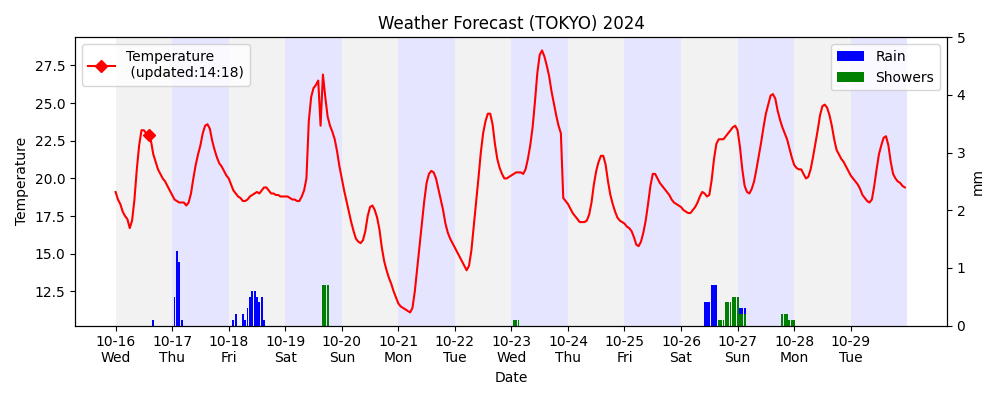 Weather Forecast (TOKYO) 2024
Temperature
(updated:14:18)
Rain
Showers
27.5
25.0
22.5
20.0
17.5
15.0
12.5
Temperature
5
4
3
2
1
0
mm
10-16 10-17 10-18 10-19 10-20 10-21 10-22 10-23 10-24 10-25 10-26 10-27 10-28 10-29
Wed Thu Fri Sat Sun Mon Tue Wed Thu Fri Sat Sun Mon Tue
Date